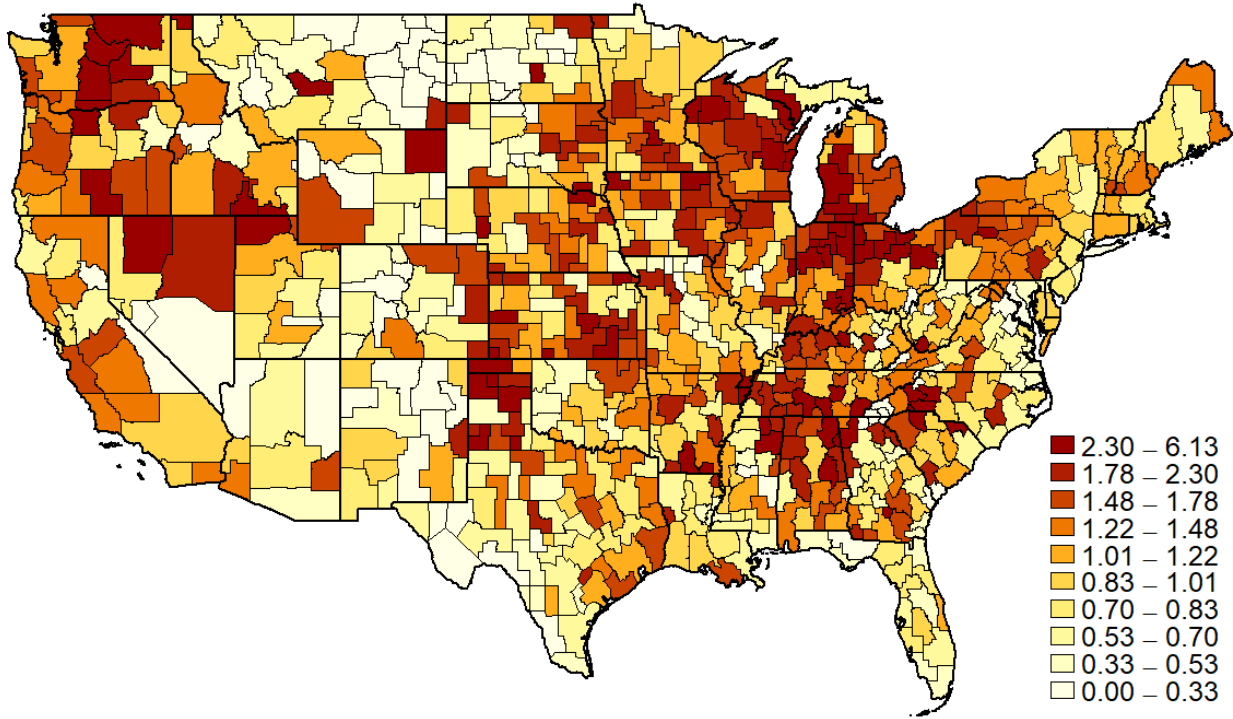 2.30 – 6.13
1.78 – 2.30
1.48 – 1.78
1.22 – 1.48
1.01 – 1.22
0.83 – 1.01
0.70 – 0.83
0.53 – 0.70
0.33 – 0.53
0.00 – 0.33